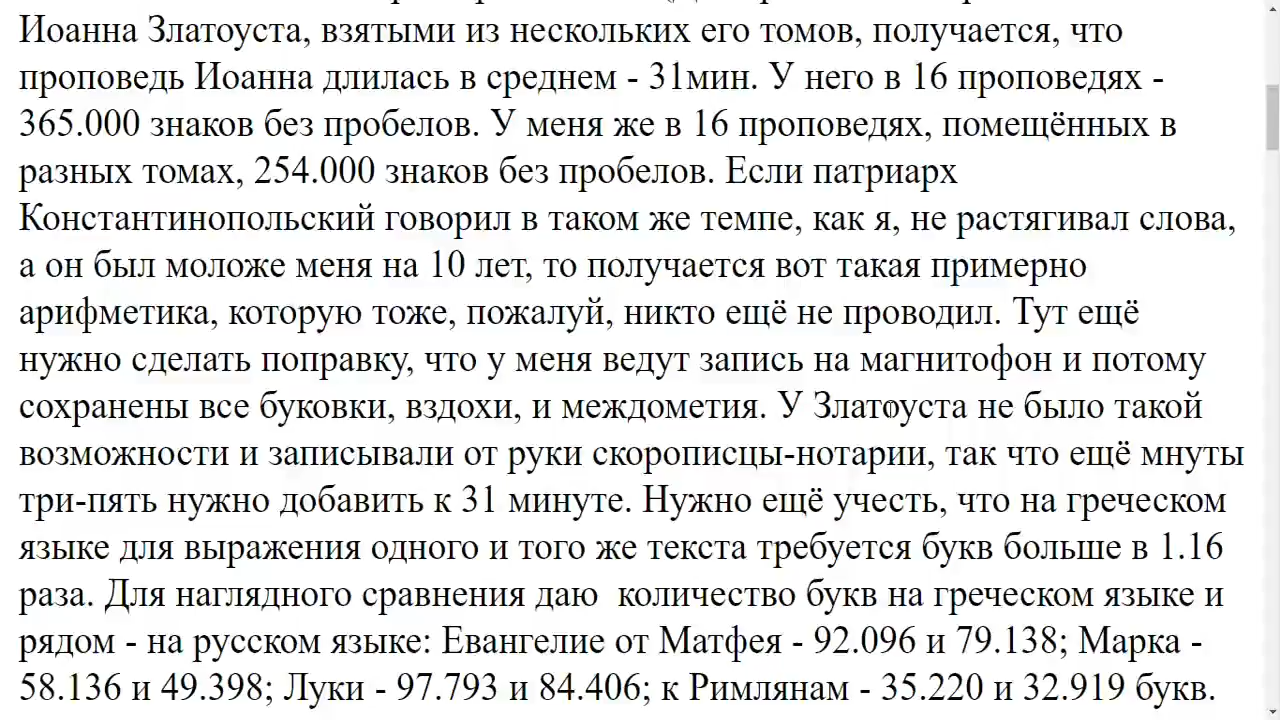 Иоанна Златоуста, взятыми из нескольких его томов, получается, что
проповедь Иоанна длилась в среднем - 31мин. У него в 16 проповедях -
365.000 знаков без пробелов. У меня же в 16 проповедях, помещённых в
разных томах, 254.000 знаков без пробелов. Если патриарх
Константинопольский говорил в таком же темпе, как я, не растягивал слова,
а он был моложе меня на 10 лет, то получается вот такая примерно
арифметика, которую тоже, пожалуй, никто ещё не проводил. Тут ещё
нужно сделать поправку, что у меня ведут запись на магнитофон и потому
сохранены все буковки, вздохи, и междометия. У Златоуста не было такой
возможности и записывали от руки скорописцы-нотарии, так что ещё мнуты
три-пять нужно добавить к 31 минуте. Нужно ещё учесть, что на греческом
языке для выражения одного и того же текста требуется букв больше в 1.16
раза. Для наглядного сравнения даю  количество букв на греческом языке и
рядом - на русском языке: Евангелие от Матфея - 92.096 и 79.138; Марка -
58.136 и 49.398; Луки - 97.793 и 84.406; к Римлянам - 35.220 и 32.919 букв.